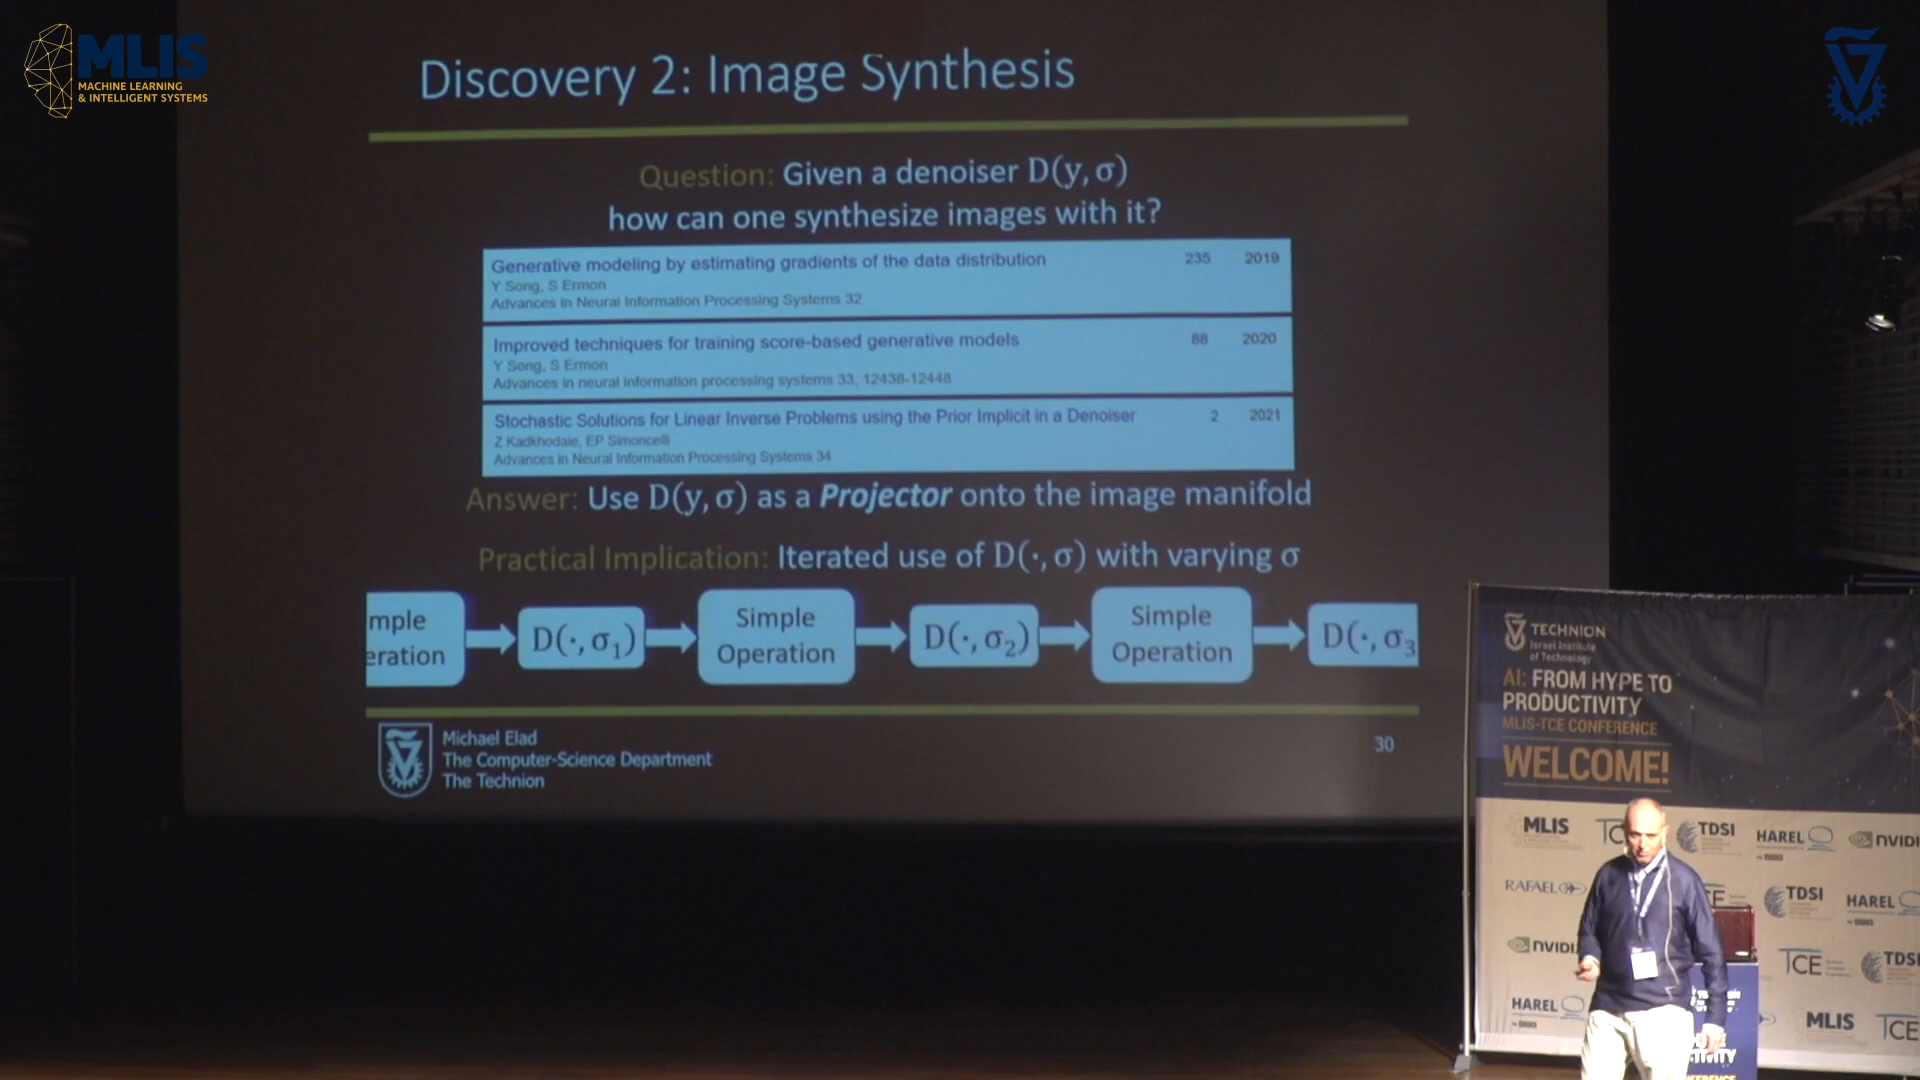 MLIS
MACHINE LEARNING
& INTELLIGENT SYSTEMS
Discovery 2: Image Synthesis
Question: Given a denoiser D(y, σ)
how can one synthesize images with it?
Generative modeling by estimating gradients of the data distribution 235 2019
Y Song, S Ermon
Advances in Neural Information Processing Systems 32
Improved techniques for training score-based generative models 88 2020
Y Song, S Ermon
Advances in neural information processing systems 33, 12438-12448
Stochastic Solutions for Linear Inverse Problems using the Prior Implicit in a Denoiser 2 2021
Z Kadkhodaie, EP Simoncelli
Advances in Neural Information Processing Systems 34
Answer: Use D(y, σ) as a Projector onto the image manifold
Practical Implication: Iterated use of D(·, σ) with varying σ
mple
eration
D(·, σ₁)
Simple
Operation
D(·, σ₂)
Simple
Operation
D(·, σ₃
Michael Elad
The Computer-Science Department
The Technion
30
TECHNION
Israel Institute
of Technology
AI: FROM HYPE TO
PRODUCTIVITY
MLIS-TCE CONFERENCE
WELCOME!
MLIS TC TDSI HAREL NVIDI
RAFAEL CE TDSI HAREL
NVIDI TCE TDSI
HAREL MLIS TCE